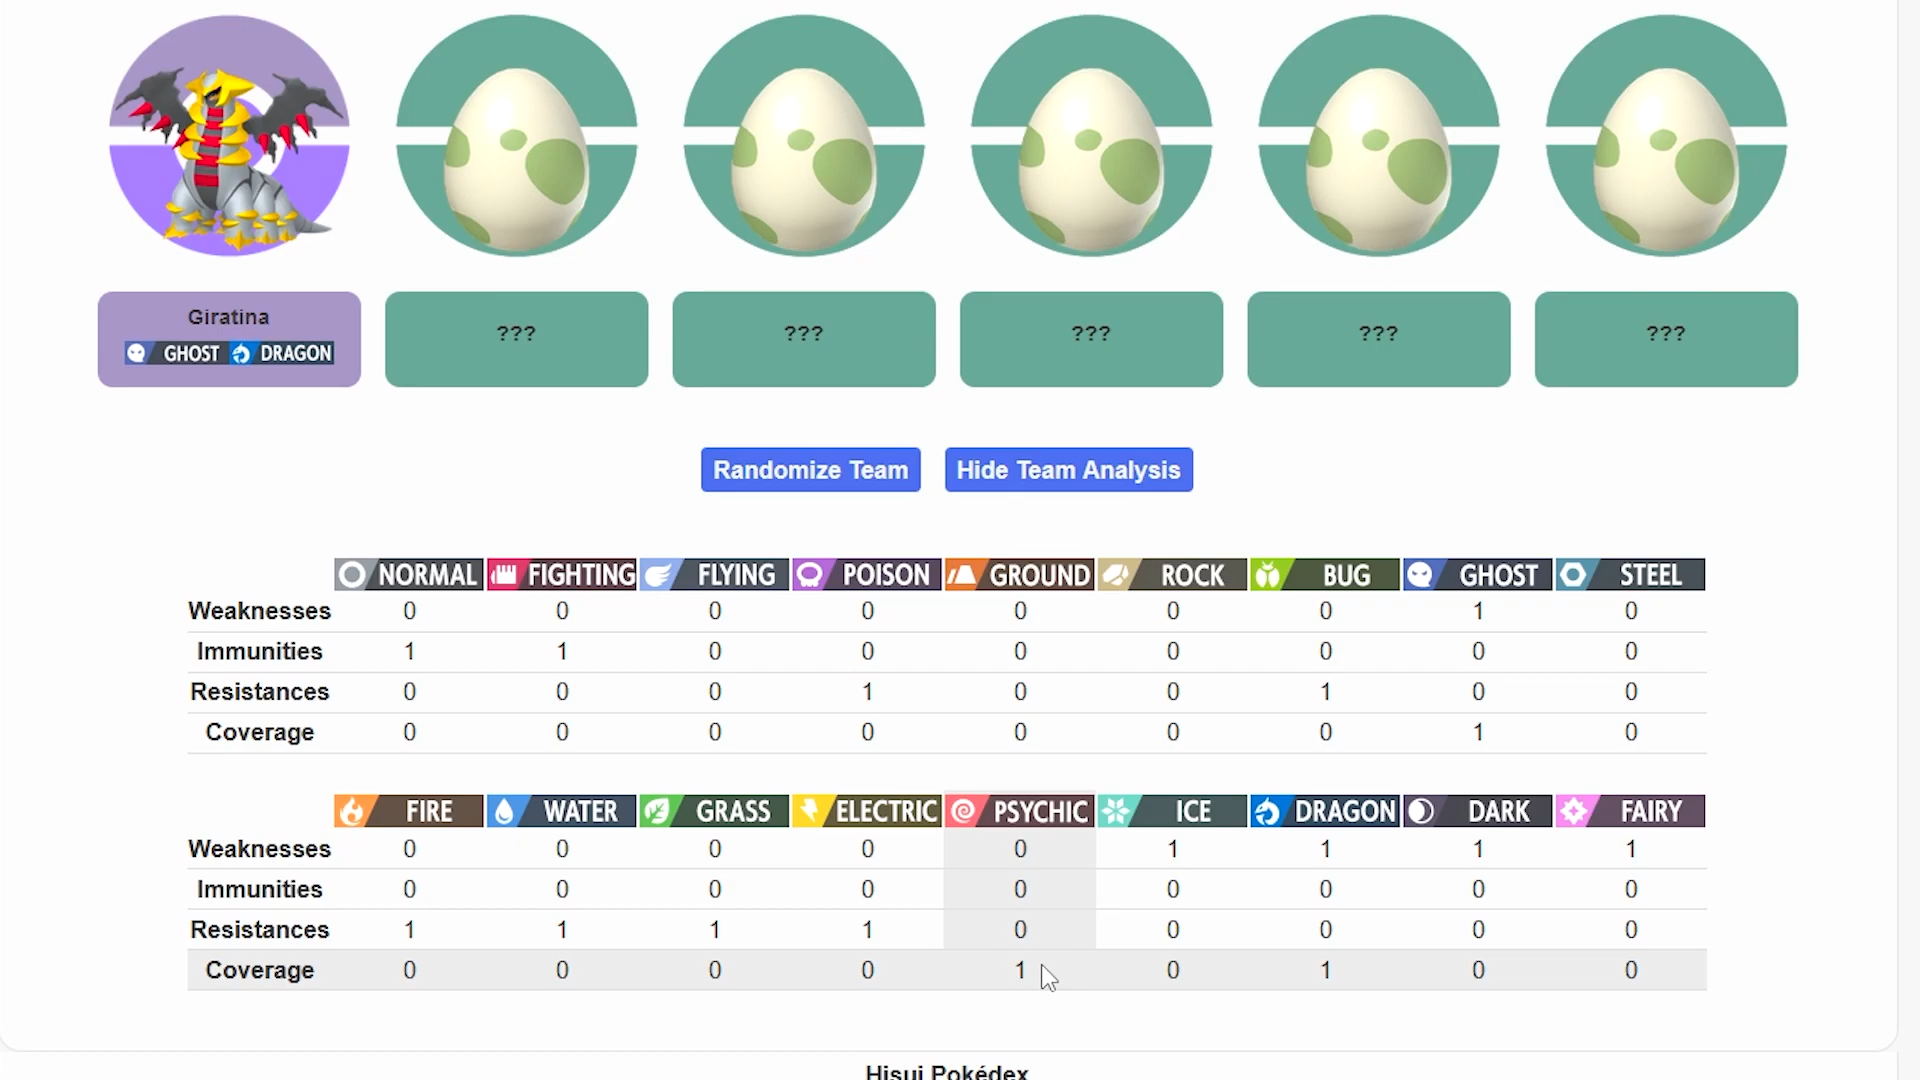 Giratina
GHOST DRAGON
??? ??? ??? ??? ???
Randomize Team Hide Team Analysis
NORMAL FIGHTING FLYING POISON GROUND ROCK BUG GHOST STEEL
Weaknesses 0 0 0 0 0 0 0 1 0
Immunities 1 1 0 0 0 0 0 0 0
Resistances 0 0 0 1 0 0 1 0 0
Coverage 0 0 0 0 0 0 0 1 0
FIRE WATER GRASS ELECTRIC PSYCHIC ICE DRAGON DARK FAIRY
Weaknesses 0 0 0 0 0 1 1 1 1
Immunities 0 0 0 0 0 0 0 0 0
Resistances 1 1 1 1 0 0 0 0 0
Coverage 0 0 0 0 1 0 1 0 0
Hisui Pokédex